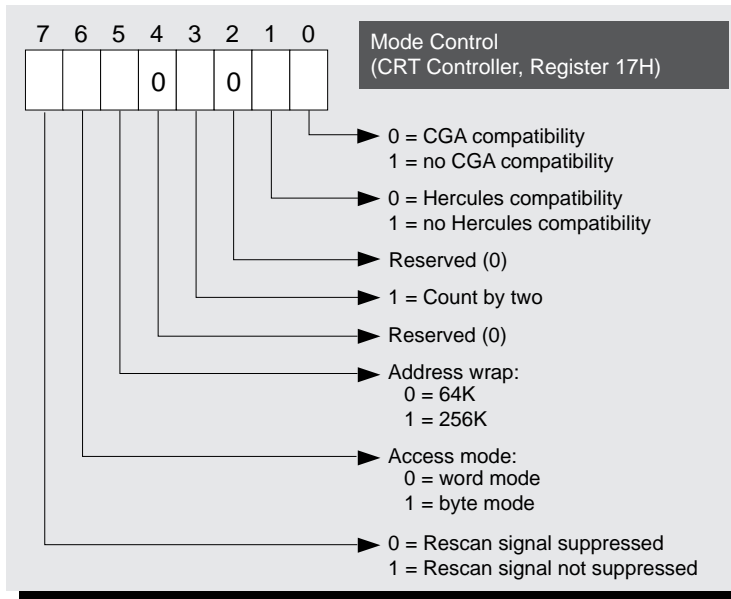 7 6 5 4 3 2 1 0
0 0
Mode Control
(CRT Controller, Register 17H)
0 = CGA compatibility
1 = no CGA compatibility
0 = Hercules compatibility
1 = no Hercules compatibility
Reserved (0)
1 = Count by two
Reserved (0)
Address wrap:
0 = 64K
1 = 256K
Access mode:
0 = word mode
1 = byte mode
0 = Rescan signal suppressed
1 = Rescan signal not suppressed